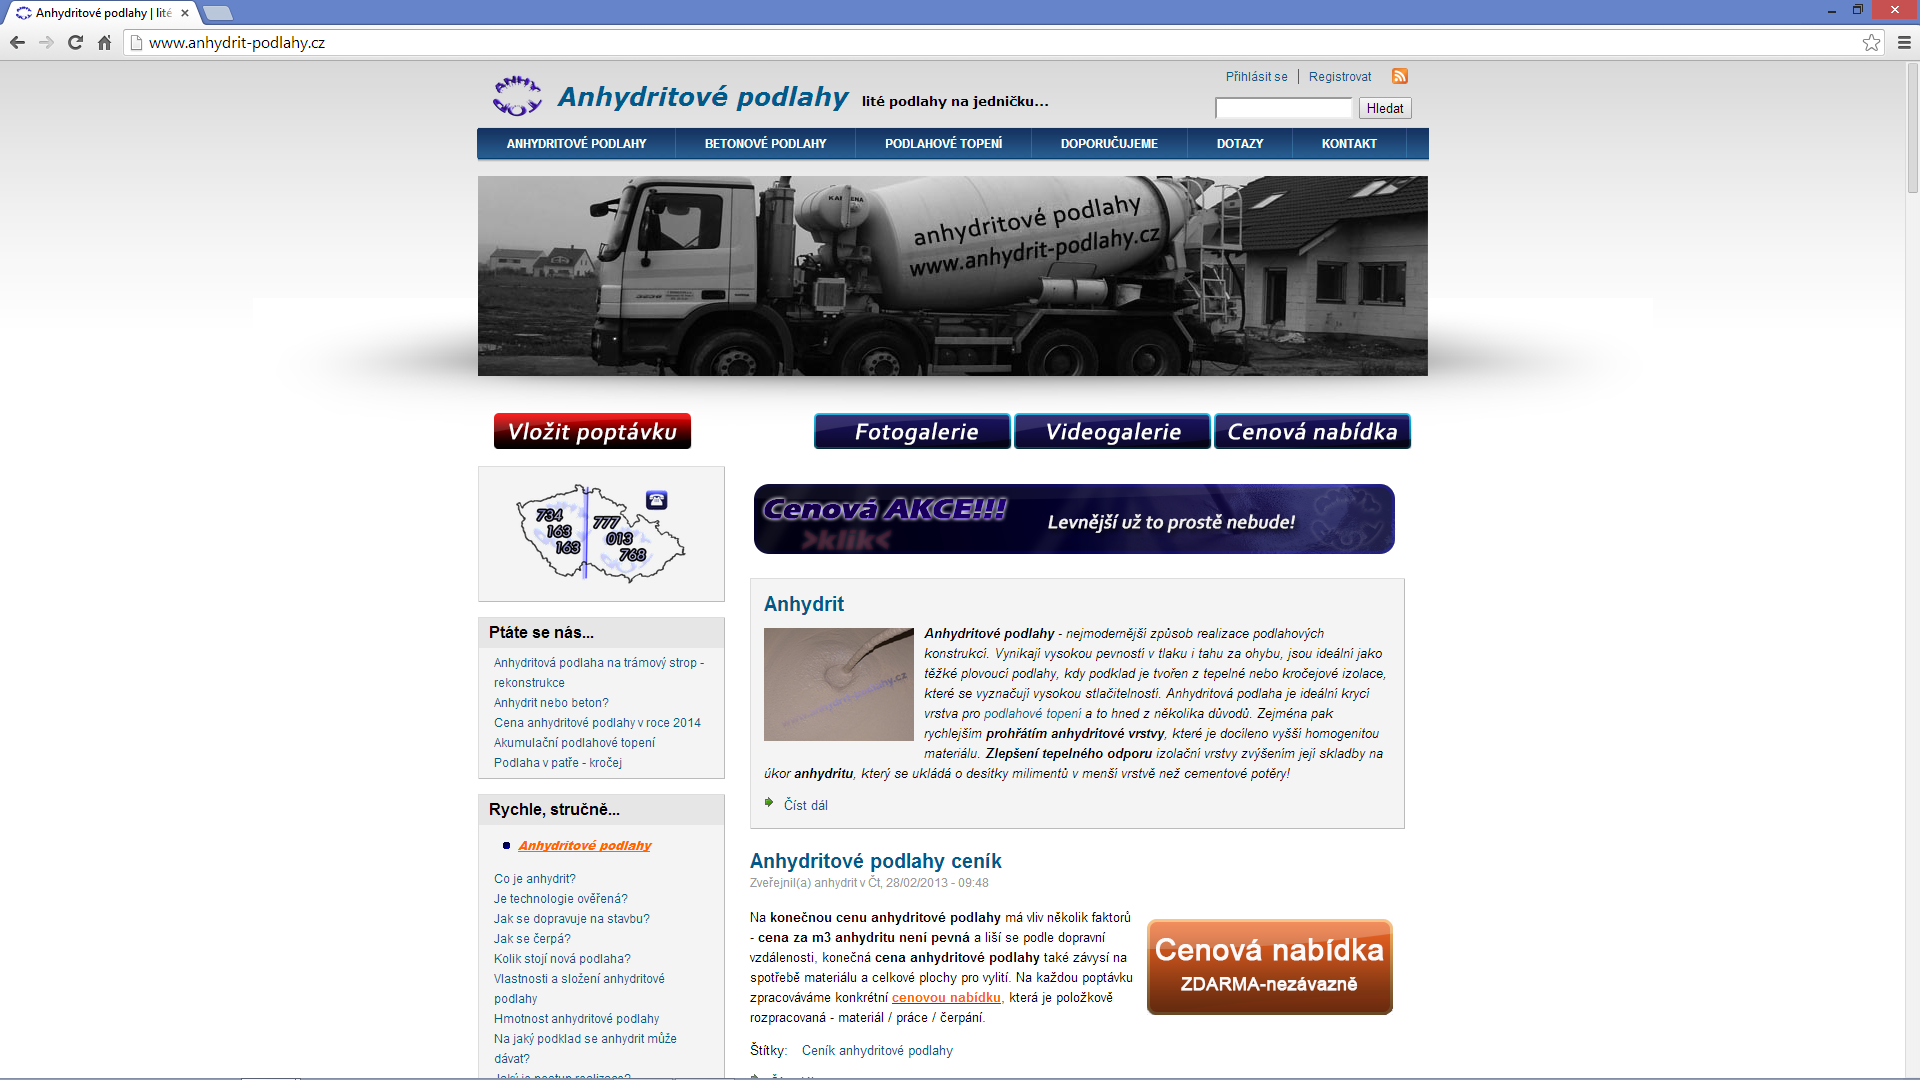 Anhydritové podlahy | lité
www.anhydrit-podlahy.cz
Přihlásit se | Registrovat
Anhydritové podlahy lité podlahy na jedničku...
Hledat
ANHYDRITOVÉ PODLAHY BETONOVÉ PODLAHY PODLAHOVÉ TOPENÍ DOPORUČUJEME DOTAZY KONTAKT
anhydritové podlahy
www.anhydrit-podlahy.cz
Vložit poptávku Fotogalerie Videogalerie Cenová nabídka
734
163
163
777
013
768
Cenová AKCE!!!
>klik<
Levnější už to prostě nebude!
Ptáte se nás...
Anhydritová podlaha na trámový strop -
rekonstrukce
Anhydrit nebo beton?
Cena anhydritové podlahy v roce 2014
Akumulační podlahové topení
Podlaha v patře - kročej
Rychle, stručně...
Anhydritové podlahy
Co je anhydrit?
Je technologie ověřená?
Jak se dopravuje na stavbu?
Jak se čerpá?
Kolik stojí nová podlaha?
Vlastnosti a složení anhydritové
podlahy
Hmotnost anhydritové podlahy
Na jaký podklad se anhydrit může
dávat?
Anhydrit
Anhydritové podlahy - nejmodernější způsob realizace podlahových
konstrukcí. Vynikají vysokou pevností v tlaku i tahu za ohybu, jsou ideální jako
těžké plovoucí podlahy, kdy podklad je tvořen z tepelné nebo kročejové izolace,
které se vyznačují vysokou stlačitelností. Anhydritová podlaha je ideální krycí
vrstva pro podlahové topení a to hned z několika důvodů. Zejména pak
rychlejším prohřátím anhydritové vrstvy, které je docíleno vyšší homogenitou
materiálu. Zlepšení tepelného odporu izolační vrstvy zvýšením její skladby na
úkor anhydritu, který se ukládá o desítky milimentů v menší vrstvě než cementové potěry!
Číst dál
Anhydritové podlahy ceník
Zveřejnil(a) anhydrit v Čt, 28/02/2013 - 09:48
Na konečnou cenu anhydritové podlahy má vliv několik faktorů
- cena za m3 anhydritu není pevná a liší se podle dopravní
vzdálenosti, konečná cena anhydritové podlahy také závysí na
spotřebě materiálu a celkové plochy pro vylití. Na každou poptávku
zpracováváme konkrétní cenovou nabídku, která je položkově
rozpracovaná - materiál / práce / čerpání.
Cenová nabídka
ZDARMA-nezávazně
Štítky: Ceník anhydritové podlahy